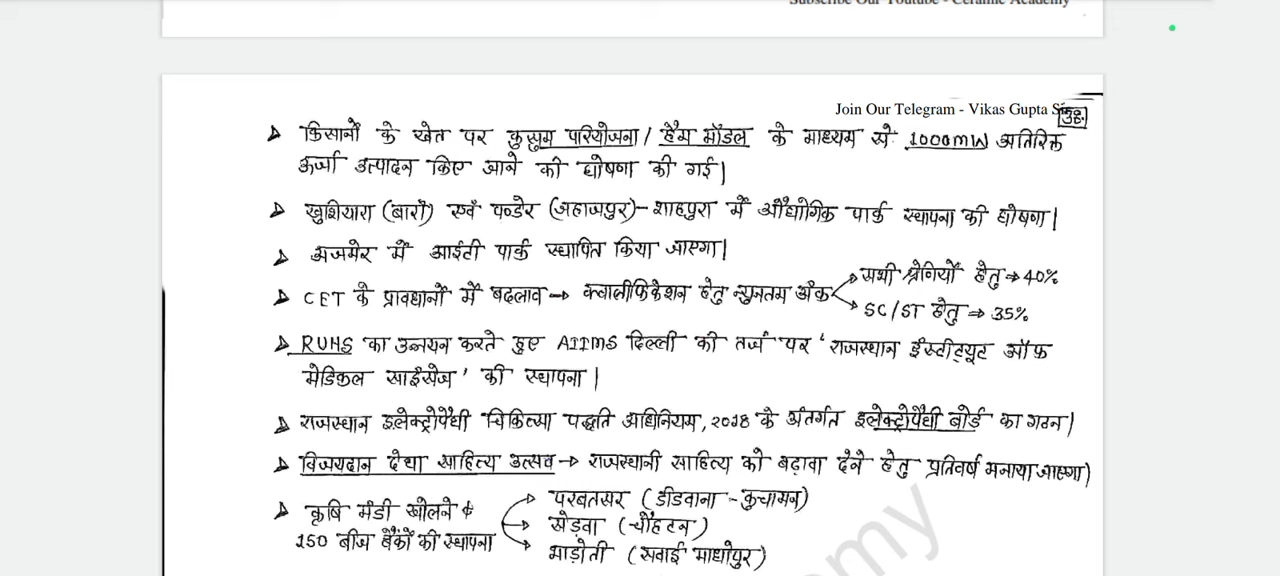 Subscribe Our Youtube - Ceramic Academy
Join Our Telegram - Vikas Gupta Sir
➢ किसानों के खेत पर कुसुम परियोजना / हैम मॉडल के माध्यम से 1000MW अतिरिक्त
ऊर्जा उत्पादन किए जाने की घोषणा की गई।
➢ खुशियारा (बारां) एवं पण्डेर (जहाजपुर) - शाहपुरा में औद्योगिक पार्क स्थापना की घोषणा।
➢ अजमेर में आईटी पार्क स्थापित किया जाएगा।
➢ CET के प्रावधानों में बदलाव → क्वालीफिकेशन हेतु न्युनतम अंक
सभी श्रेणियों हेतु ⇒ 40%
SC/ST हेतु ⇒ 35%
➢ RUHS का उन्नयन करते हुए AIIMS दिल्ली की तर्ज पर 'राजस्थान इंस्टीट्यूट ऑफ
मेडिकल साइंसेज' की स्थापना।
➢ राजस्थान इलेक्ट्रोपैथी चिकित्सा पद्धति अधिनियम, 2018 के अंतर्गत इलेक्ट्रोपैथी बोर्ड का गठन।
➢ विजयदान देथा साहित्य उत्सव → राजस्थानी साहित्य को बढ़ावा देने हेतु प्रतिवर्ष मनाया जाएगा)
➢ कृषि मंडी खोलने &
150 बीज बैंकों की स्थापना
परबतसर (डीडवाना - कुचामन)
सेड़वा (चौहटन)
भाड़ोती (सवाई माधोपुर)
my